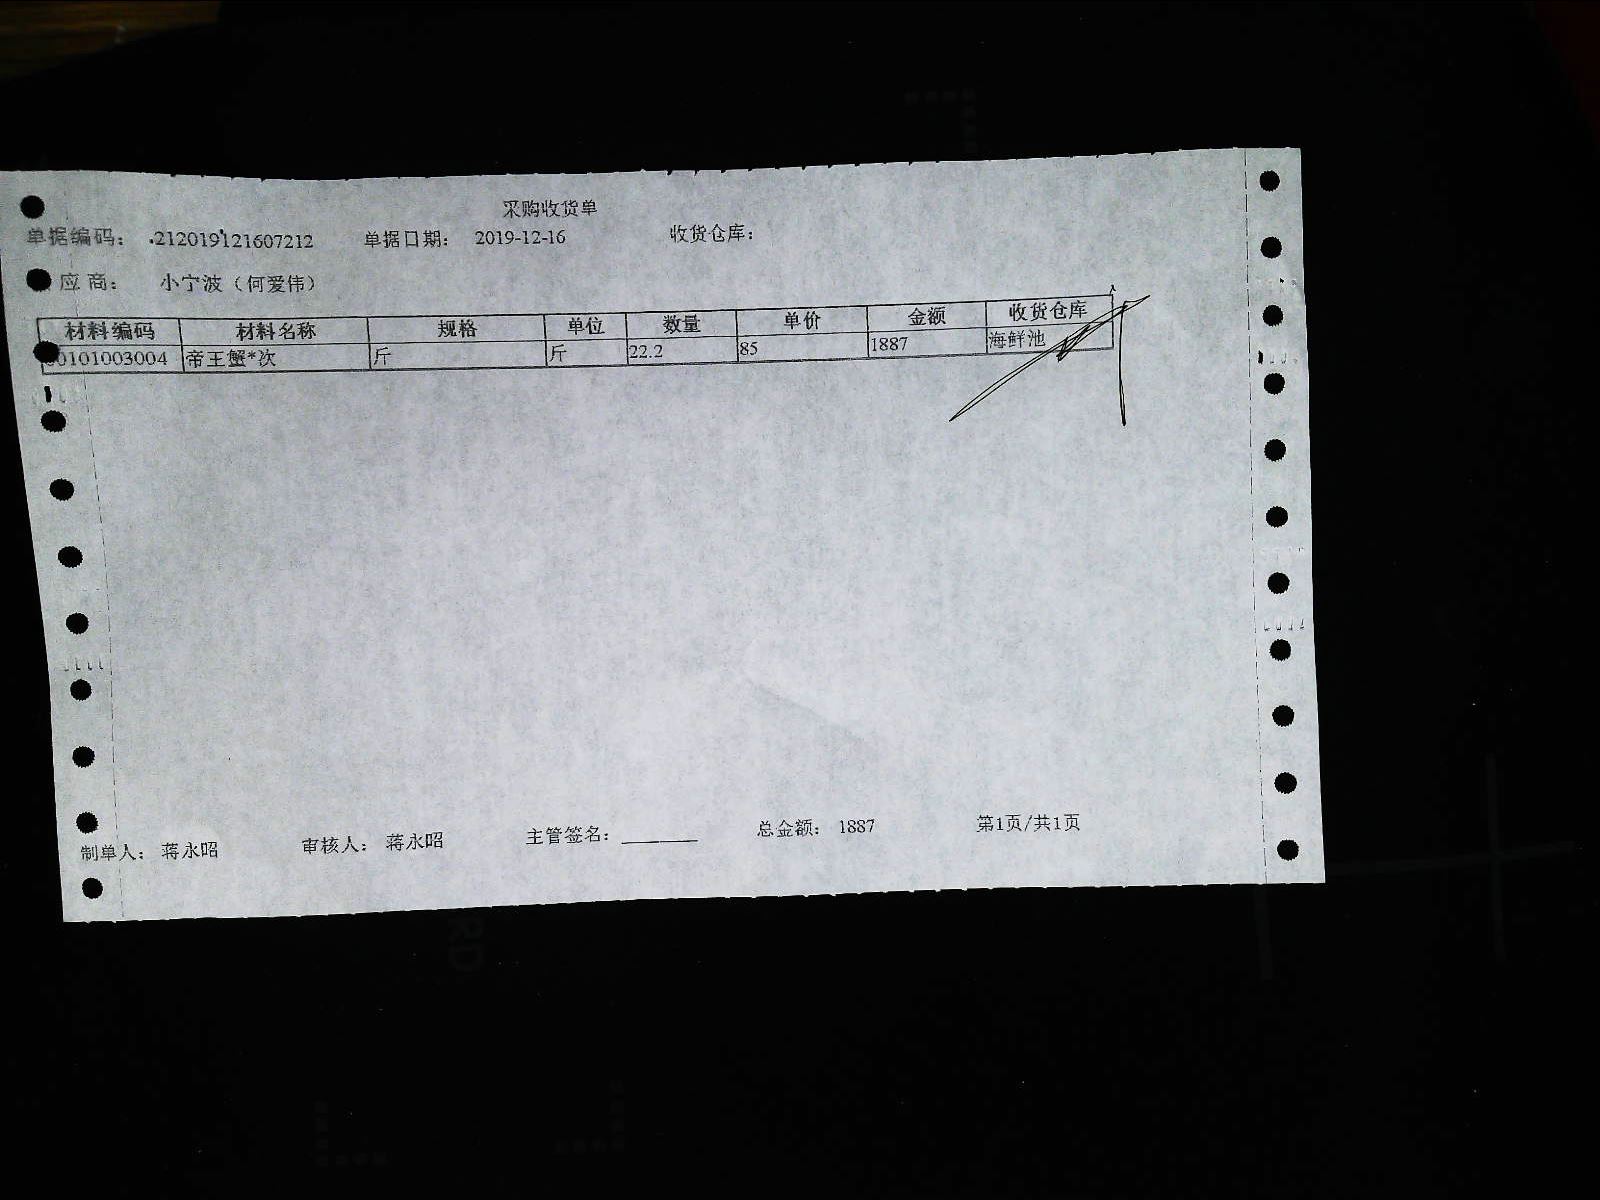 采购收货单
单据编码： .212019121607212 单据日期： 2019-12-16 收货仓库：
应商： 小宁波（何爱伟）
材料编码 材料名称 规格 单位 数量 单价 金额 收货仓库
0101003004 帝王蟹*次 斤 斤 22.2 85 1887 海鲜池
制单人： 蒋永昭 审核人： 蒋永昭 主管签名：______ 总金额： 1887 第1页/共1页